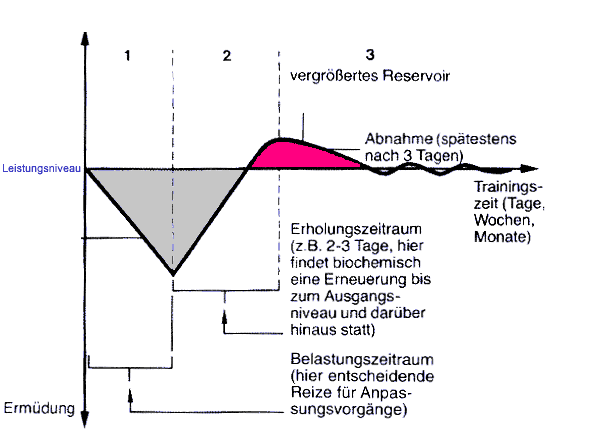 1
2
3
vergrößertes Reservoir
Abnahme (spätestens
nach 3 Tagen)
Leistungsniveau
Trainings-
zeit (Tage,
Wochen,
Monate)
Erholungszeitraum
(z.B. 2-3 Tage, hier
findet biochemisch
eine Erneuerung bis
zum Ausgangs-
niveau und darüber
hinaus statt)
Belastungszeitraum
(hier entscheidende
Reize für Anpas-
sungsvorgänge)
Ermüdung